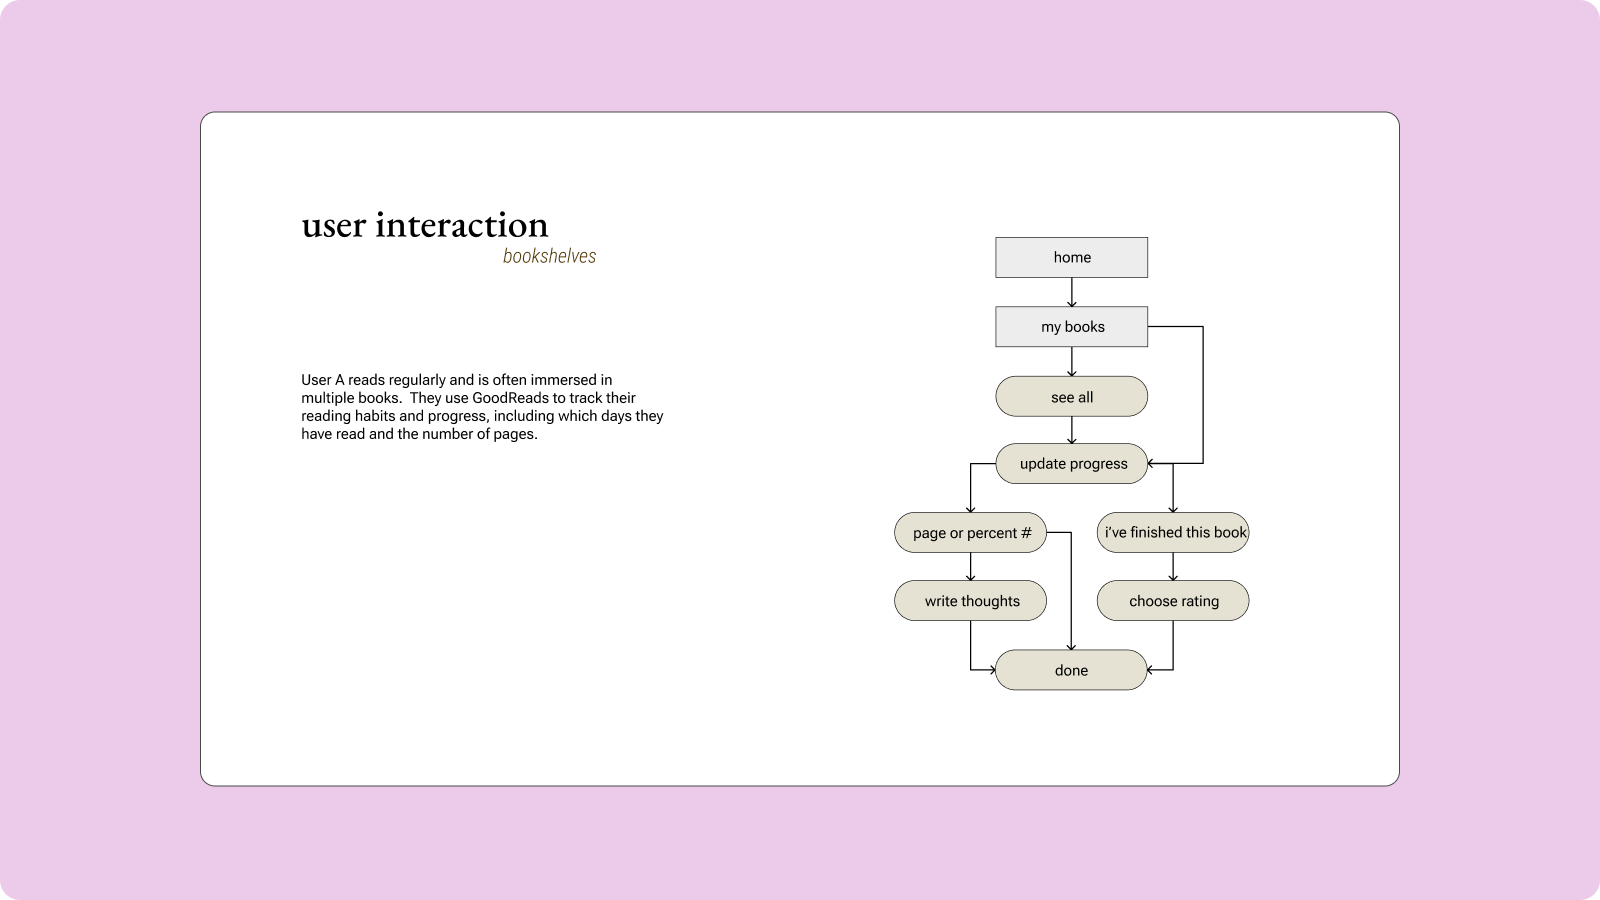 user interaction
bookshelves
User A reads regularly and is often immersed in
multiple books.  They use GoodReads to track their
reading habits and progress, including which days they
have read and the number of pages.
home
my books
see all
update progress
page or percent #
i’ve finished this book
write thoughts
choose rating
done